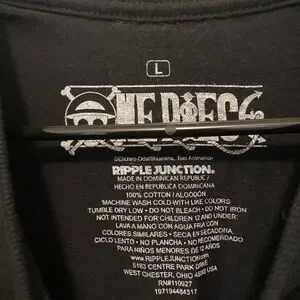 L
ONE PIECE
©Eiichiro Oda/Shueisha, Toei Animation
RIPPLE JUNCTION®
MADE IN DOMINICAN REPUBLIC /
HECHO EN REPUBLICA DOMINICANA
100% COTTON / ALGODÓN
MACHINE WASH COLD WITH LIKE COLORS
TUMBLE DRY LOW • DO NOT BLEACH • DO NOT IRON
NOT INTENDED FOR CHILDREN 12 AND UNDER/
LAVA A MANO CON AGUA FRIA CON
COLORES SIMILARES • SECA EN SECADORA,
CICLO LENTO • NO PLANCHA • NO RECOMENDADO
PARA NIÑOS MENORES DE 12 AÑOS
WWW.RIPPLEJUNCTION.COM
5183 CENTRE PARK DRIVE
WEST CHESTER, OHIO 45069 USA
RN#110927
197194484317